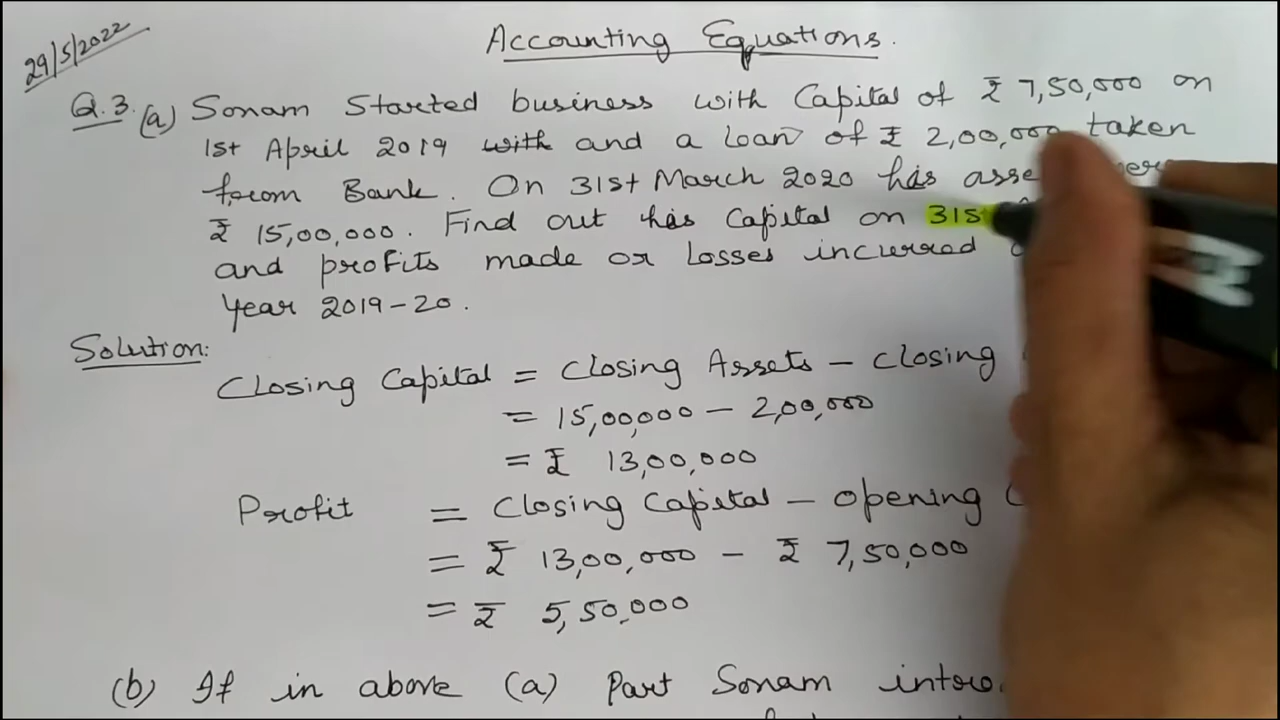 29/5/2022
Accounting Equations.
Q.3. (a) Sonam Started business with Capital of ₹ 7,50,000 on
1st April 2019 with and a loan of ₹ 2,00,000 taken
from Bank. On 31st March 2020 his
₹ 15,00,000. Find out his Capital on 31s
and profits made or Losses incurred
Year 2019-20.
Solution:
Closing Capital = Closing Assets - Closing
= 15,00,000 - 2,00,000
= ₹ 13,00,000
Profit = Closing Capital - Opening
= ₹ 13,00,000 - ₹ 7,50,000
= ₹ 5,50,000
(b) If in above (a) Part Sonam